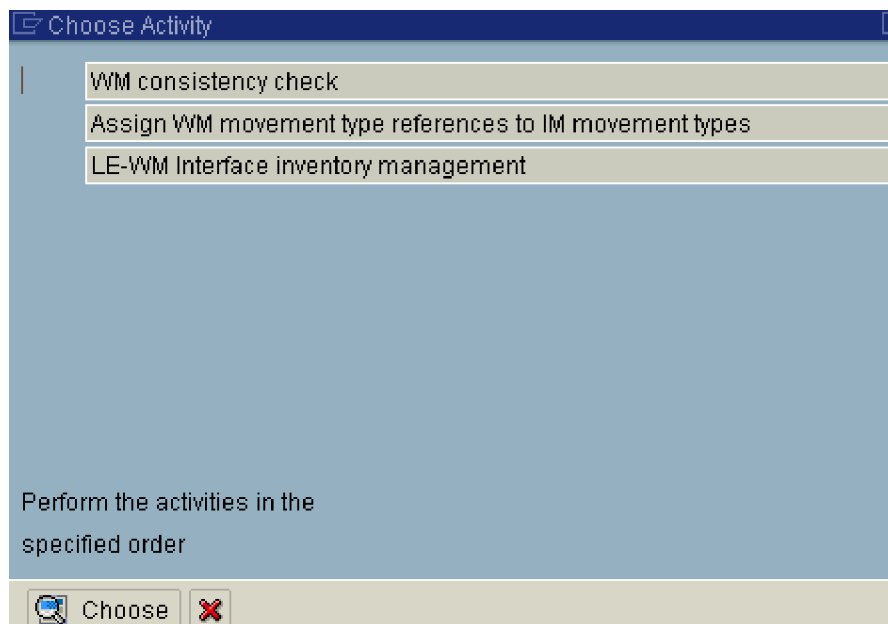 Choose Activity
WM consistency check
Assign WM movement type references to IM movement types
LE-WM Interface inventory management
Perform the activities in the
specified order
Choose